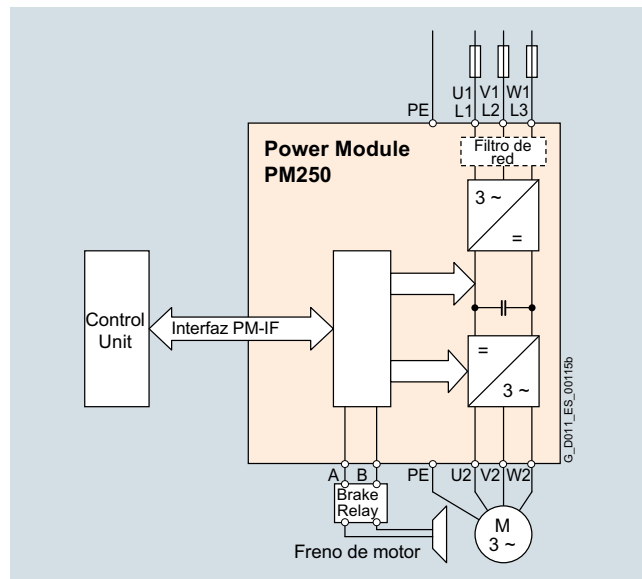 U1 V1 W1
PE L1 L2 L3
Power Module
PM250
Filtro de
red
3 ~
=
Control
Unit
Interfaz PM-IF
=
3 ~
G_D011_ES_00115b
A B PE U2 V2 W2
Brake
Relay
M
3 ~
Freno de motor